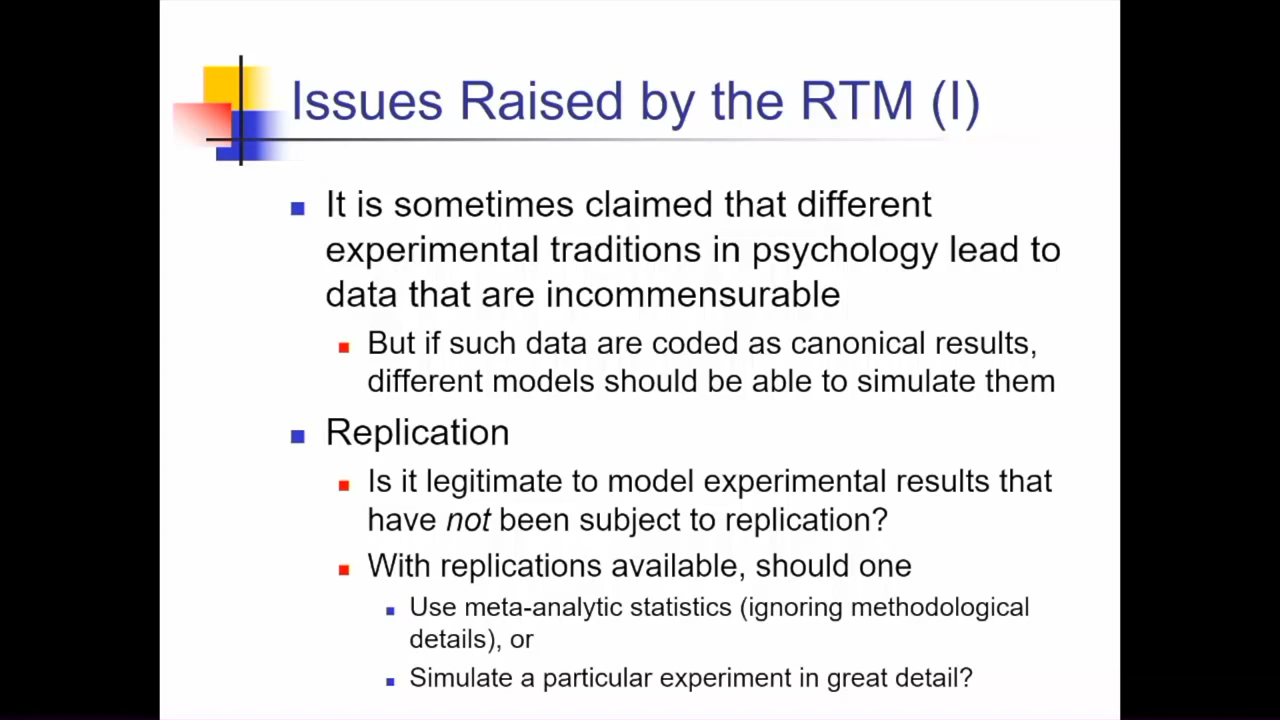 Issues Raised by the RTM (I)
It is sometimes claimed that different
experimental traditions in psychology lead to
data that are incommensurable
But if such data are coded as canonical results,
different models should be able to simulate them
Replication
Is it legitimate to model experimental results that
have not been subject to replication?
With replications available, should one
Use meta-analytic statistics (ignoring methodological
details), or
Simulate a particular experiment in great detail?